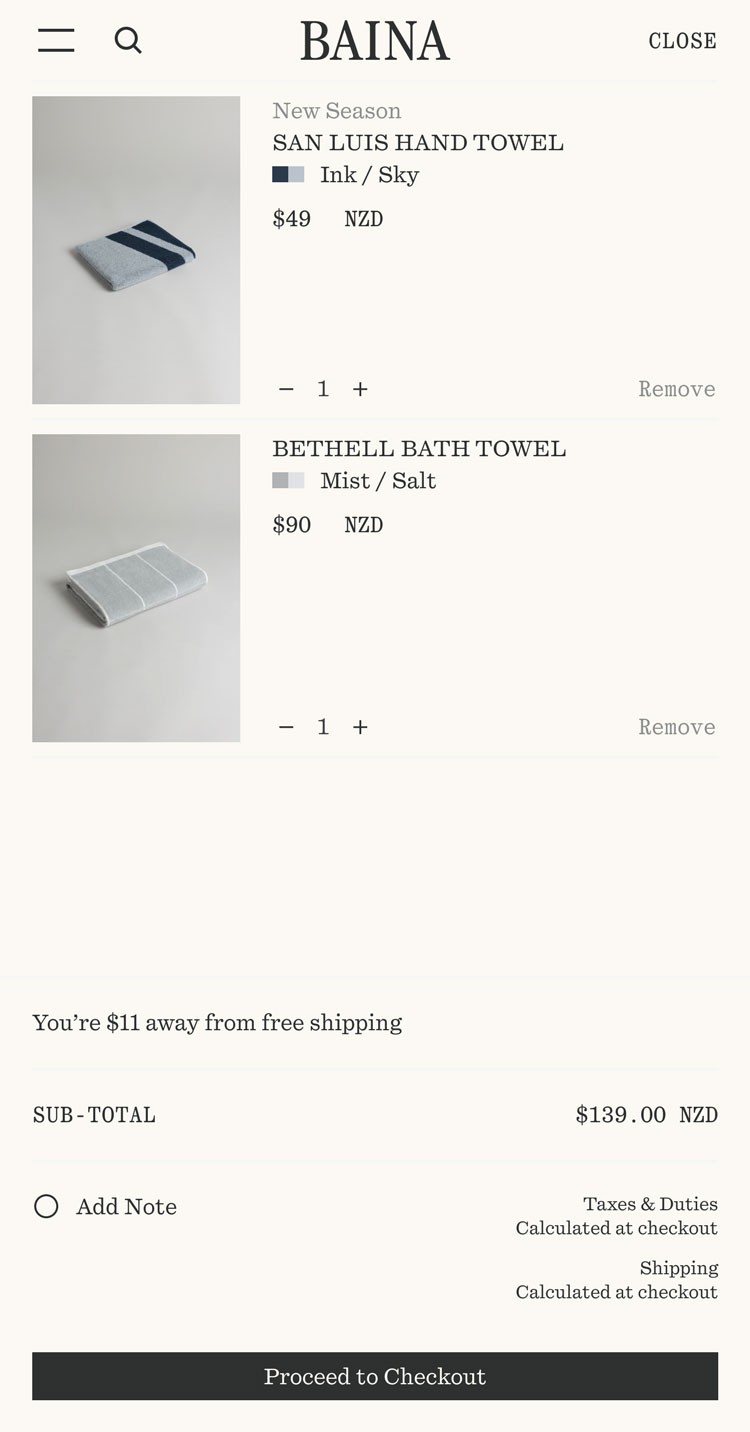 BAINA
CLOSE
New Season
SAN LUIS HAND TOWEL
Ink / Sky
$49 NZD
− 1 +
Remove
BETHELL BATH TOWEL
Mist / Salt
$90 NZD
− 1 +
Remove
You’re $11 away from free shipping
SUB-TOTAL
$139.00 NZD
Add Note
Taxes & Duties
Calculated at checkout
Shipping
Calculated at checkout
Proceed to Checkout